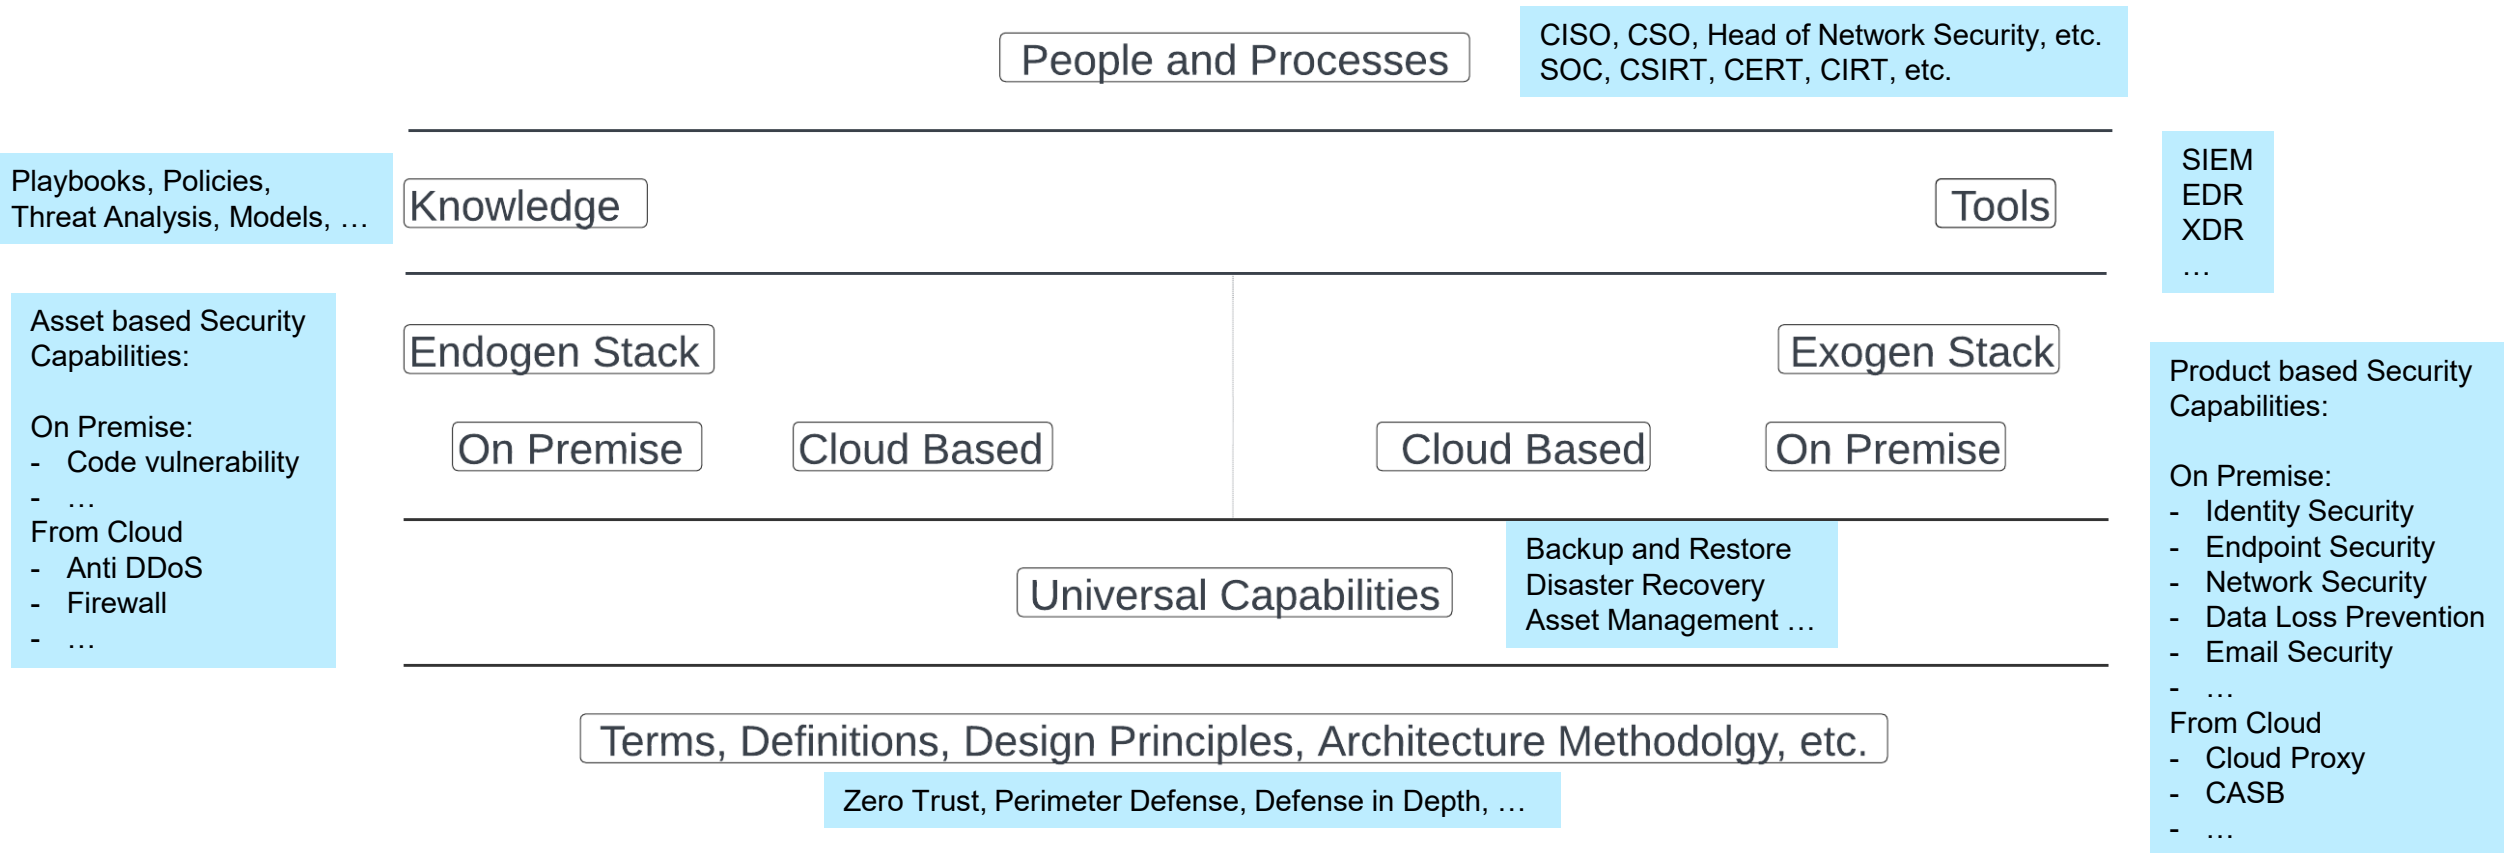 People and Processes
CISO, CSO, Head of Network Security, etc.
SOC, CSIRT, CERT, CIRT, etc.
Playbooks, Policies,
Threat Analysis, Models, …
Knowledge
Tools
SIEM
EDR
XDR
…
Asset based Security
Capabilities:
On Premise:
- Code vulnerability
- …
From Cloud
- Anti DDoS
- Firewall
- …
Endogen Stack
On Premise
Cloud Based
Exogen Stack
Cloud Based
On Premise
Product based Security
Capabilities:
On Premise:
- Identity Security
- Endpoint Security
- Network Security
- Data Loss Prevention
- Email Security
- …
From Cloud
- Cloud Proxy
- CASB
- …
Universal Capabilities
Backup and Restore
Disaster Recovery
Asset Management …
Terms, Definitions, Design Principles, Architecture Methodolgy, etc.
Zero Trust, Perimeter Defense, Defense in Depth, …